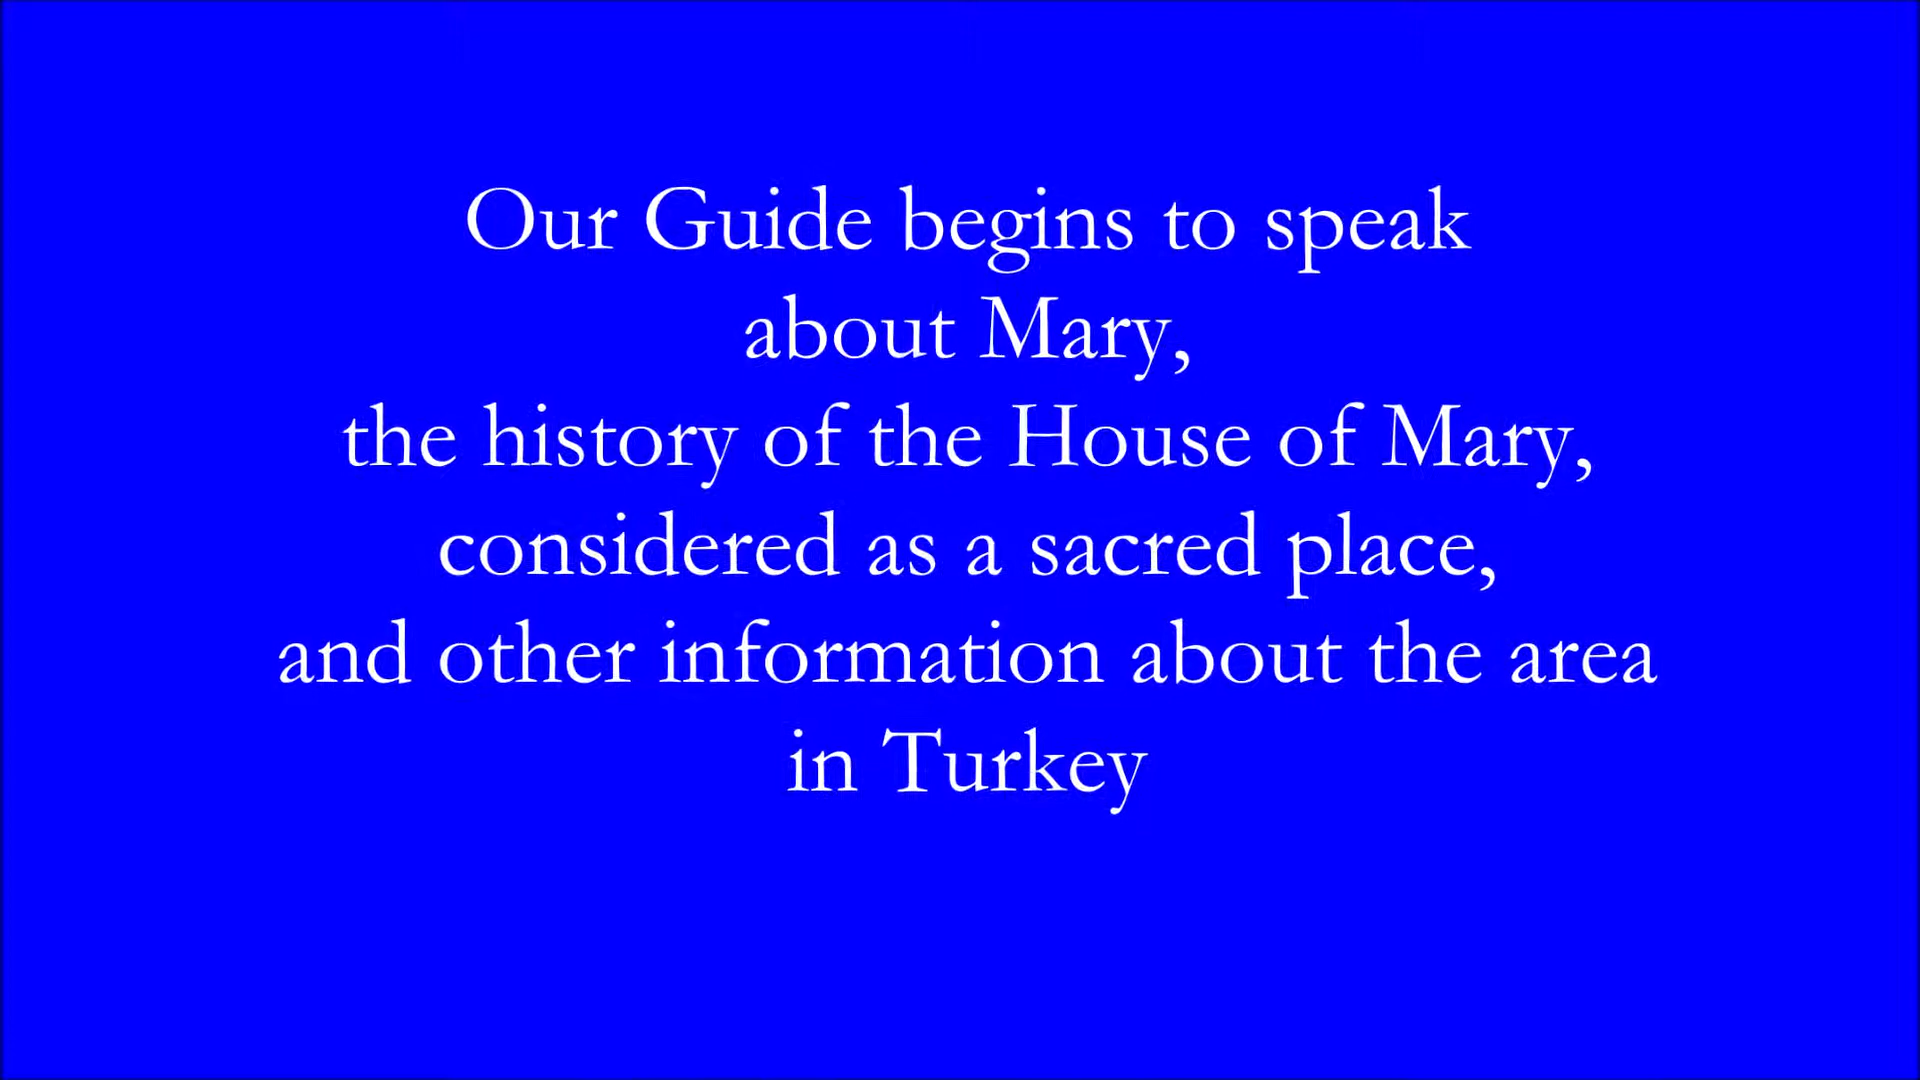 Our Guide begins to speak
about Mary,
the history of the House of Mary,
considered as a sacred place,
and other information about the area
in Turkey